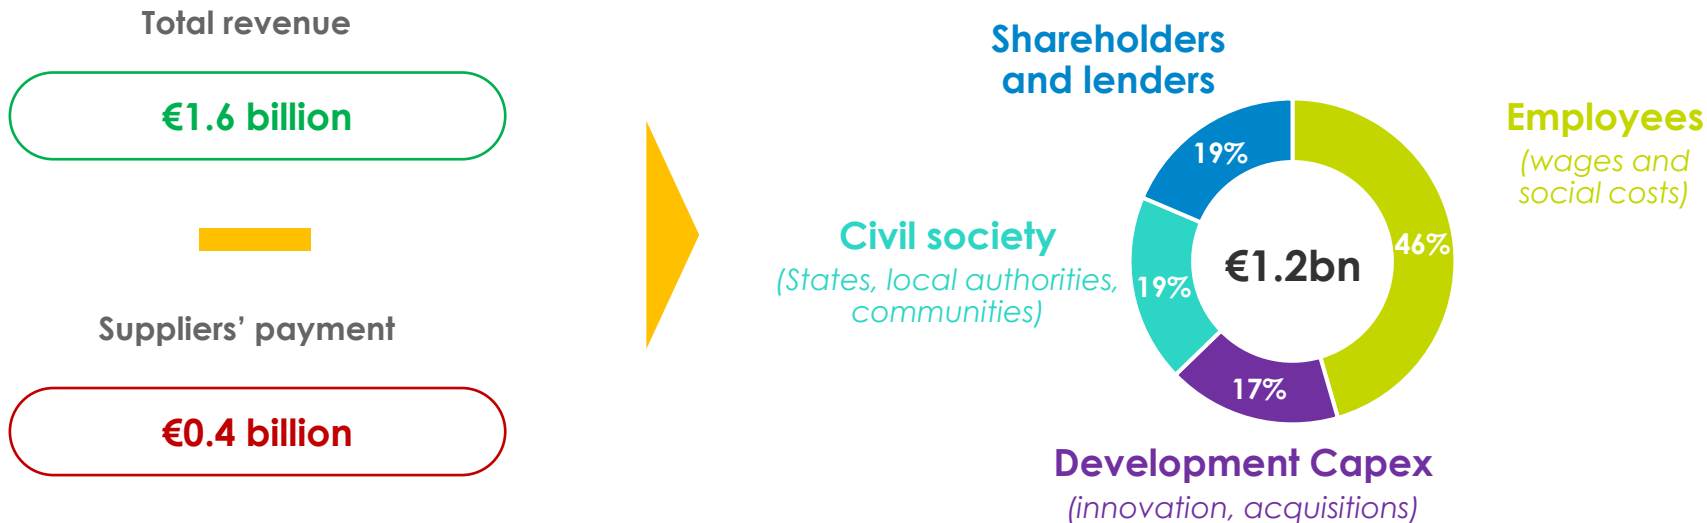 Total revenue
€1.6 billion
Suppliers’ payment
€0.4 billion
Shareholders
and lenders
19%
Employees
(wages and
social costs)
46%
Civil society
(States, local authorities,
communities)
19%
€1.2bn
17%
Development Capex
(innovation, acquisitions)